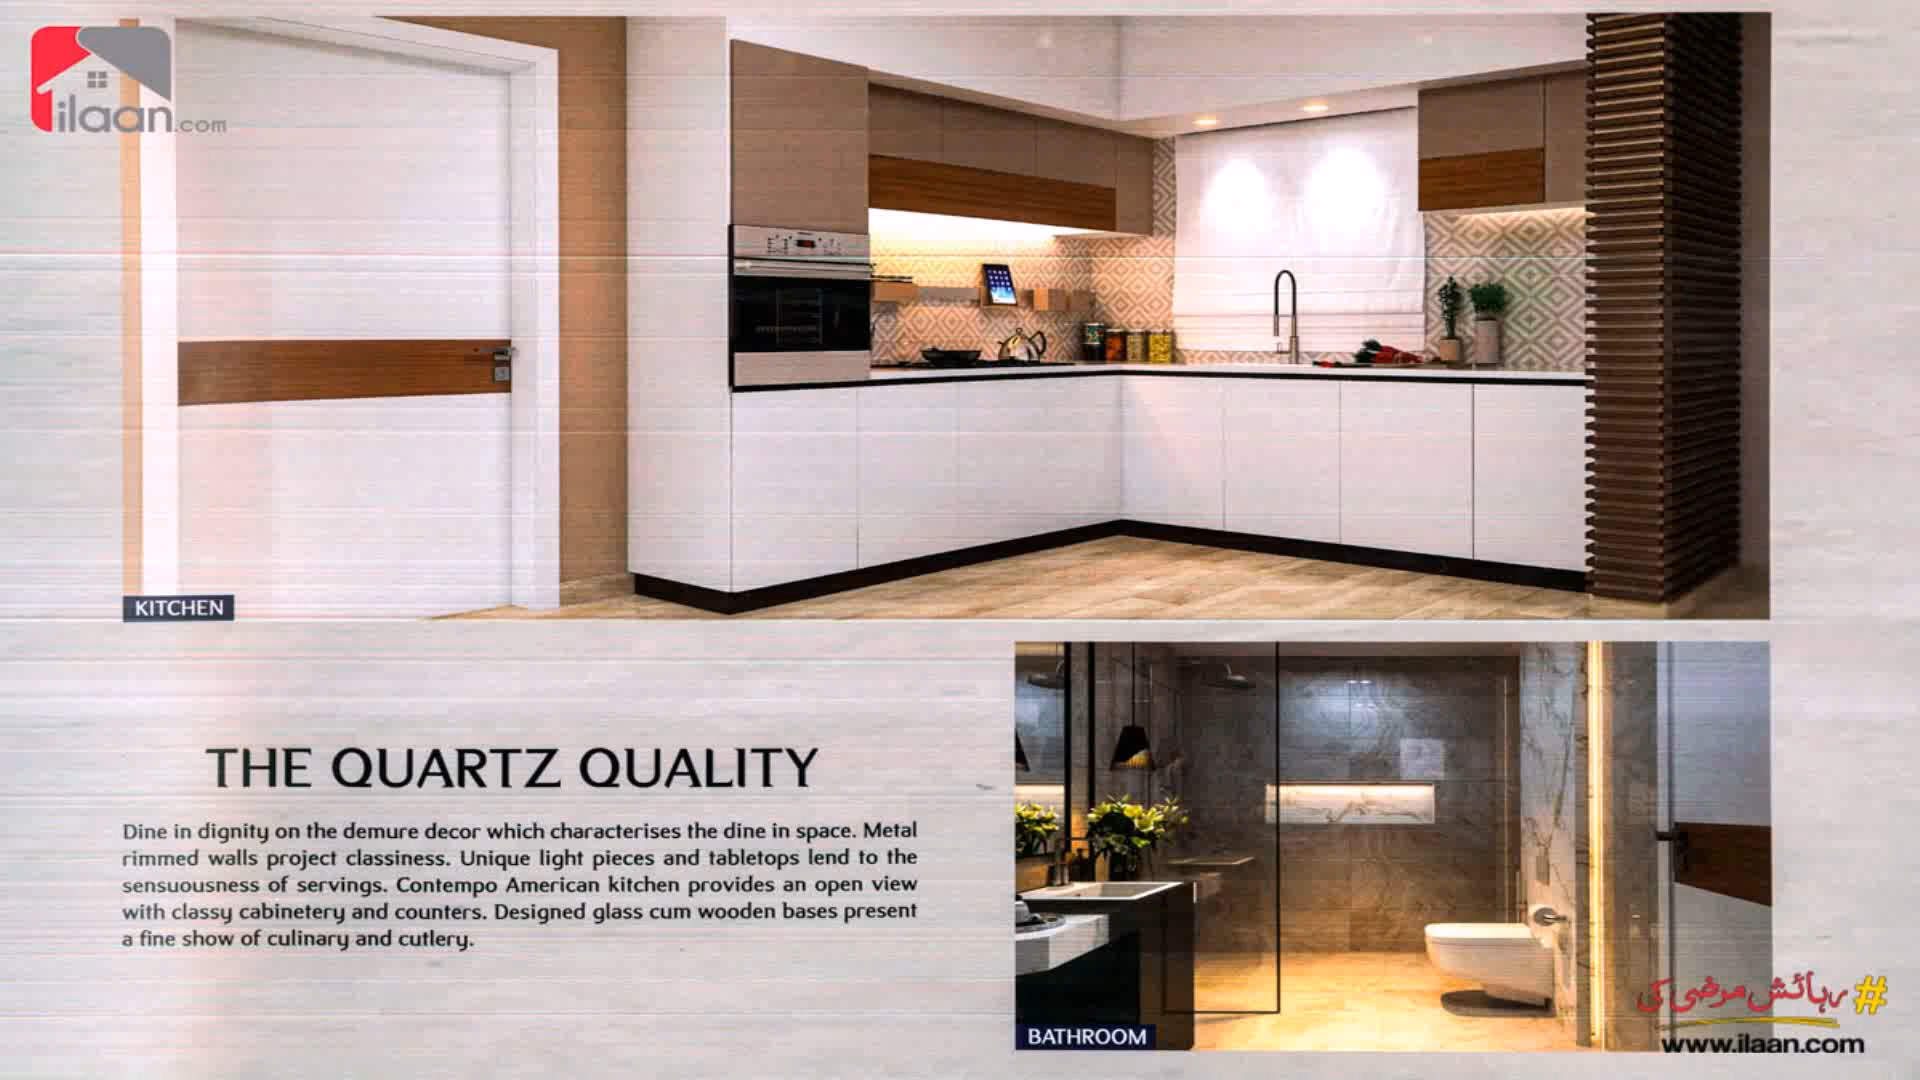 ilaan.com
KITCHEN
THE QUARTZ QUALITY
Dine in dignity on the demure decor which characterises the dine in space. Metal
rimmed walls project classiness. Unique light pieces and tabletops lend to the
sensuousness of servings. Contempo American kitchen provides an open view
with classy cabinetery and counters. Designed glass cum wooden bases present
a fine show of culinary and cutlery.
BATHROOM
#رہائش مرضی کی
www.ilaan.com